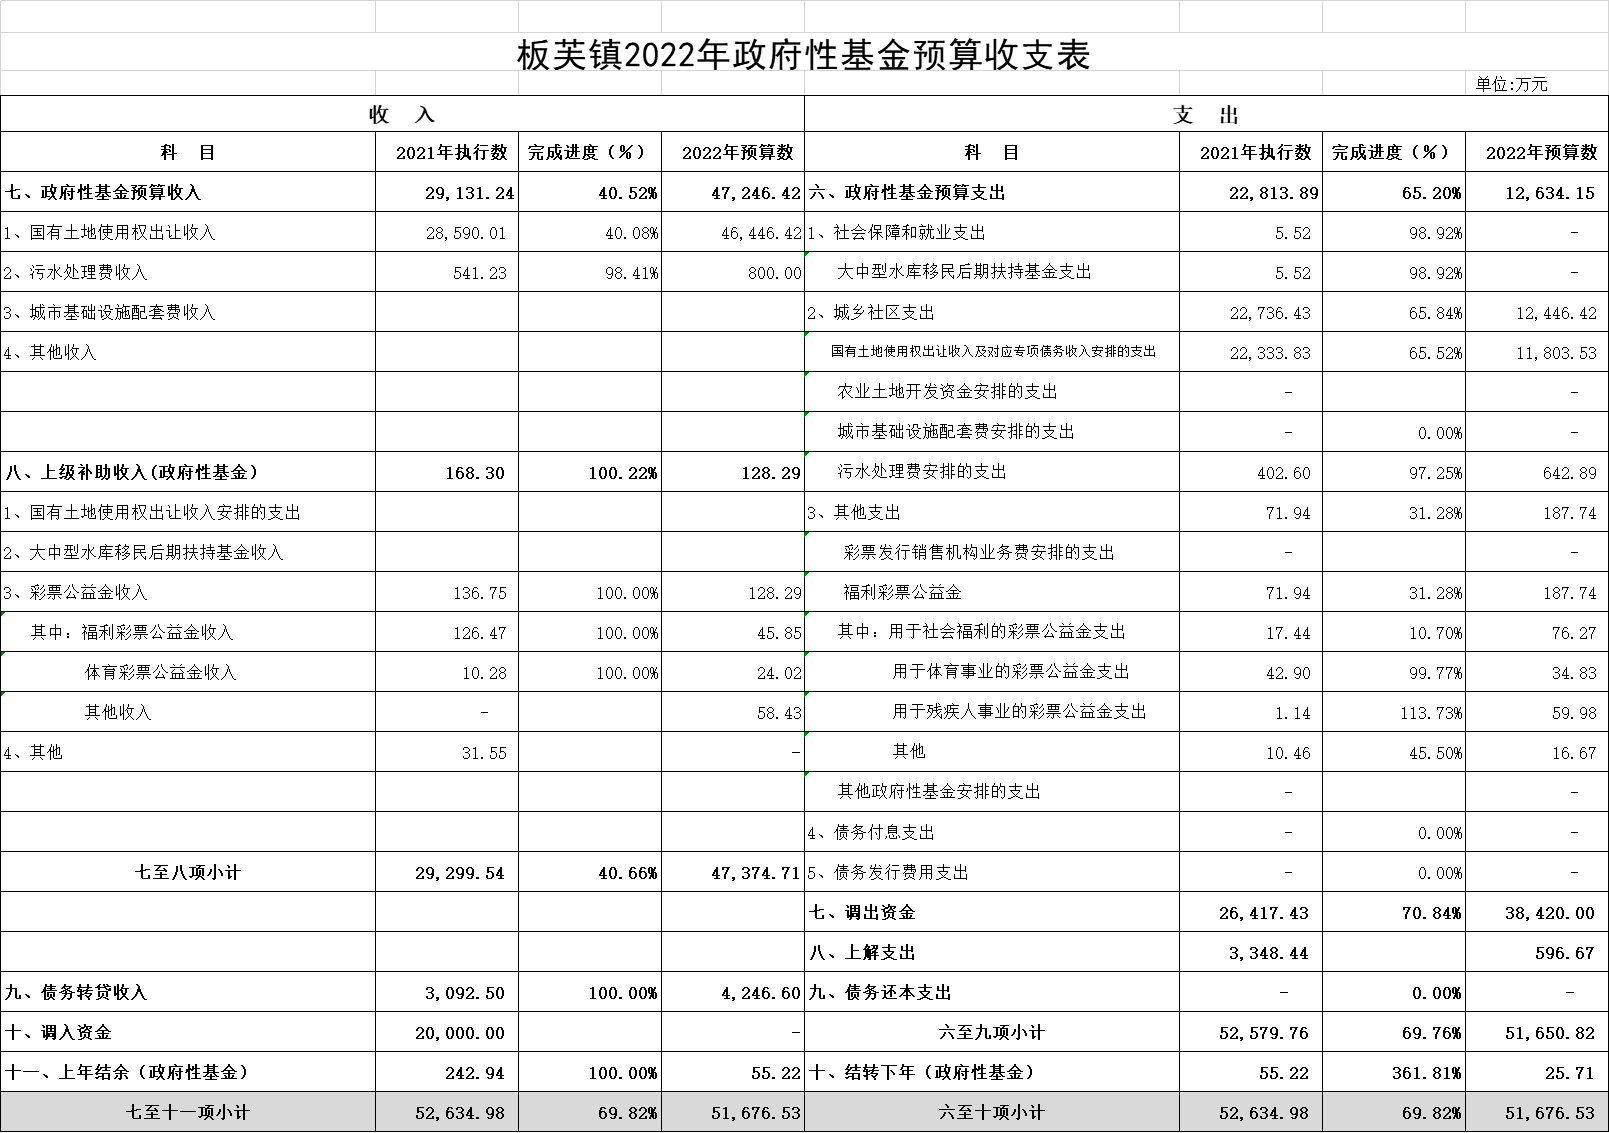 板芙镇2022年政府性基金预算收支表
单位:万元
收 入 支 出
科 目 2021年执行数 完成进度（%） 2022年预算数 科 目 2021年执行数 完成进度（%） 2022年预算数
七、政府性基金预算收入 29,131.24 40.52% 47,246.42 六、政府性基金预算支出 22,813.89 65.20% 12,634.15
1、国有土地使用权出让收入 28,590.01 40.08% 46,446.42 1、社会保障和就业支出 5.52 98.92% -
2、污水处理费收入 541.23 98.41% 800.00 大中型水库移民后期扶持基金支出 5.52 98.92% -
3、城市基础设施配套费收入 2、城乡社区支出 22,736.43 65.84% 12,446.42
4、其他收入 国有土地使用权出让收入及对应专项债务收入安排的支出 22,333.83 65.52% 11,803.53
农业土地开发资金安排的支出 - -
城市基础设施配套费安排的支出 - 0.00% -
八、上级补助收入(政府性基金） 168.30 100.22% 128.29 污水处理费安排的支出 402.60 97.25% 642.89
1、国有土地使用权出让收入安排的支出 3、其他支出 71.94 31.28% 187.74
2、大中型水库移民后期扶持基金收入 彩票发行销售机构业务费安排的支出 - -
3、彩票公益金收入 136.75 100.00% 128.29 福利彩票公益金 71.94 31.28% 187.74
其中：福利彩票公益金收入 126.47 100.00% 45.85 其中：用于社会福利的彩票公益金支出 17.44 10.70% 76.27
体育彩票公益金收入 10.28 100.00% 24.02 用于体育事业的彩票公益金支出 42.90 99.77% 34.83
其他收入 - 58.43 用于残疾人事业的彩票公益金支出 1.14 113.73% 59.98
4、其他 31.55 - 其他 10.46 45.50% 16.67
其他政府性基金安排的支出 - -
4、债务付息支出 - 0.00% -
七至八项小计 29,299.54 40.66% 47,374.71 5、债务发行费用支出 - 0.00% -
七、调出资金 26,417.43 70.84% 38,420.00
八、上解支出 3,348.44 596.67
九、债务转贷收入 3,092.50 100.00% 4,246.60 九、债务还本支出 - 0.00% -
十、调入资金 20,000.00 - 六至九项小计 52,579.76 69.76% 51,650.82
十一、上年结余（政府性基金） 242.94 100.00% 55.22 十、结转下年（政府性基金） 55.22 361.81% 25.71
七至十一项小计 52,634.98 69.82% 51,676.53 六至十项小计 52,634.98 69.82% 51,676.53